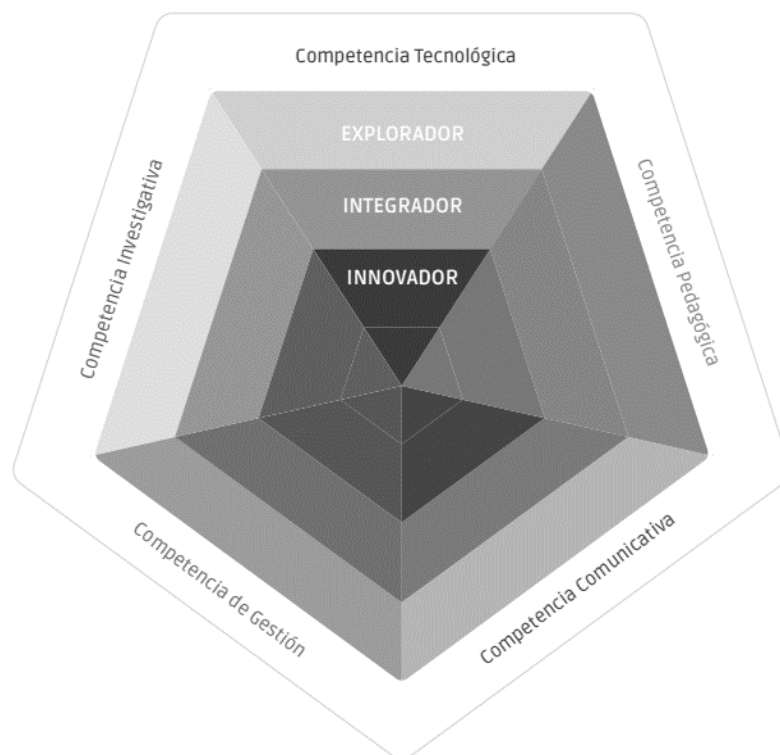 Competencia Tecnológica
EXPLORADOR
INTEGRADOR
INNOVADOR
Competencia Investigativa
Competencia Pedagógica
Competencia de Gestión
Competencia Comunicativa